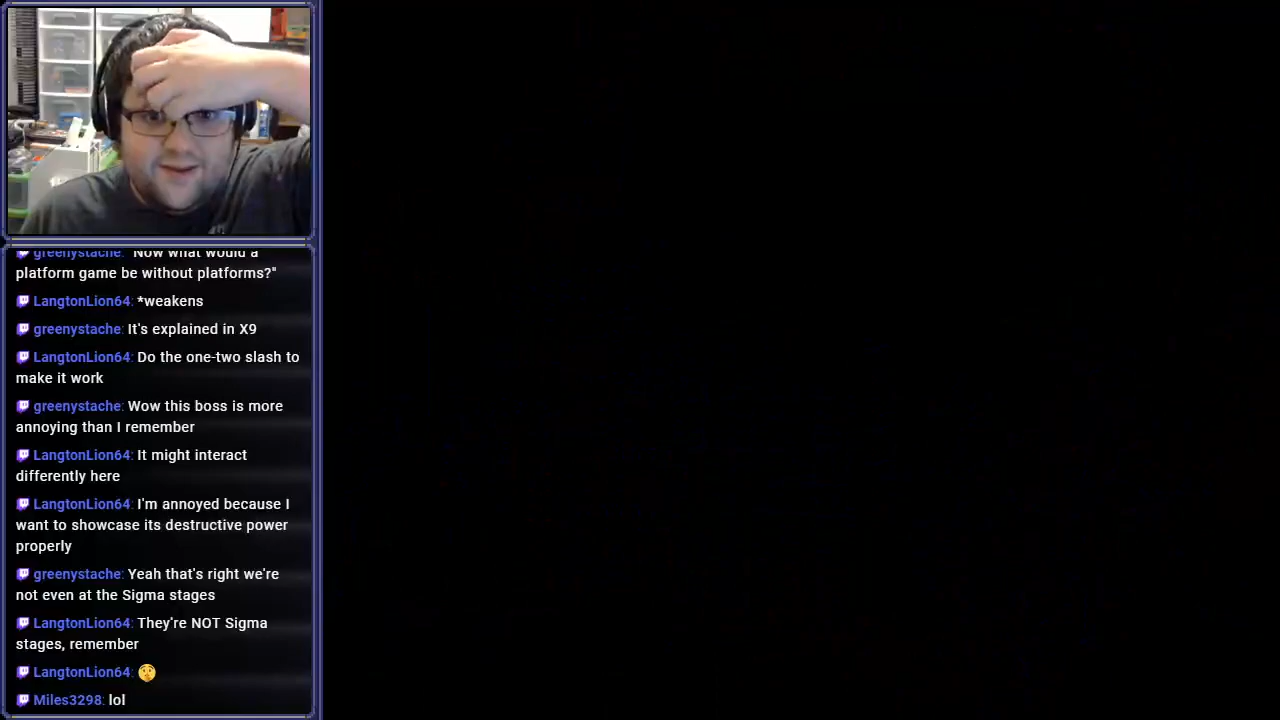 greenystache: "Now what would a
platform game be without platforms?"
LangtonLion64: *weakens
greenystache: It's explained in X9
LangtonLion64: Do the one-two slash to
make it work
greenystache: Wow this boss is more
annoying than I remember
LangtonLion64: It might interact
differently here
LangtonLion64: I'm annoyed because I
want to showcase its destructive power
properly
greenystache: Yeah that's right we're
not even at the Sigma stages
LangtonLion64: They're NOT Sigma
stages, remember
LangtonLion64: 🤫
Miles3298: lol